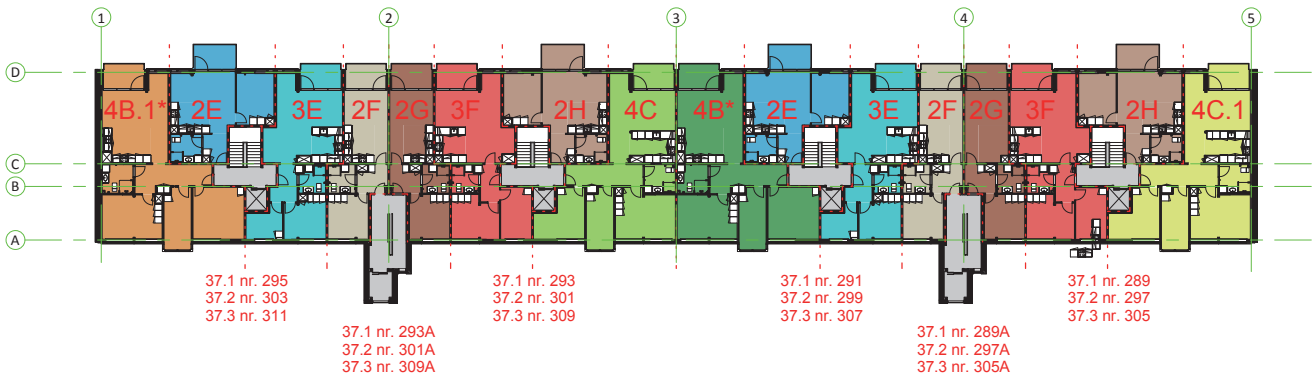 1 2 3 4 5
D
4B.1* 2E 3E 2F 2G 3F 2H 4C 4B* 2E 3E 2F 2G 3F 2H 4C.1
C
B
A
37.1 nr. 295
37.2 nr. 303
37.3 nr. 311
37.1 nr. 293
37.2 nr. 301
37.3 nr. 309
37.1 nr. 291
37.2 nr. 299
37.3 nr. 307
37.1 nr. 289
37.2 nr. 297
37.3 nr. 305
37.1 nr. 293A
37.2 nr. 301A
37.3 nr. 309A
37.1 nr. 289A
37.2 nr. 297A
37.3 nr. 305A